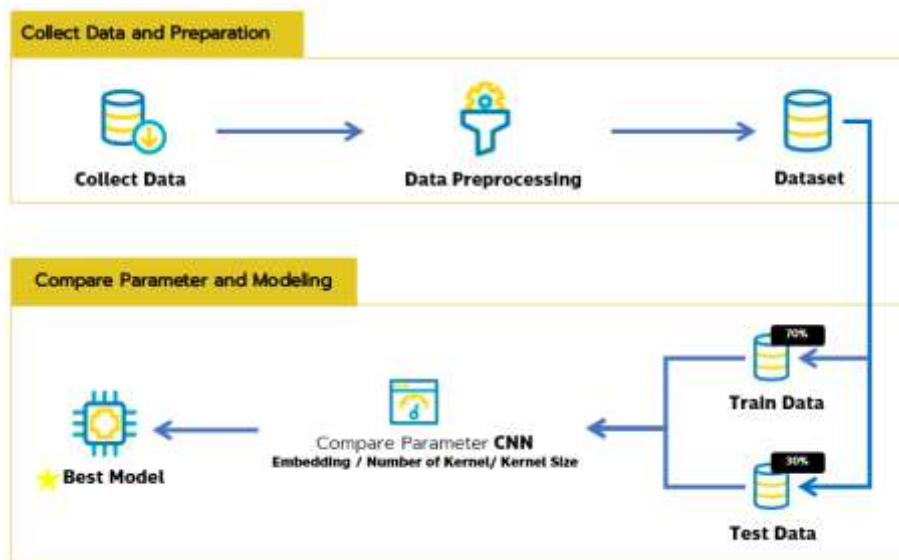 Collect Data and Preparation
Collect Data
Data Preprocessing
Dataset
Compare Parameter and Modeling
70%
Train Data
Compare Parameter CNN
Embedding / Number of Kernel/ Kernel Size
Best Model
30%
Test Data